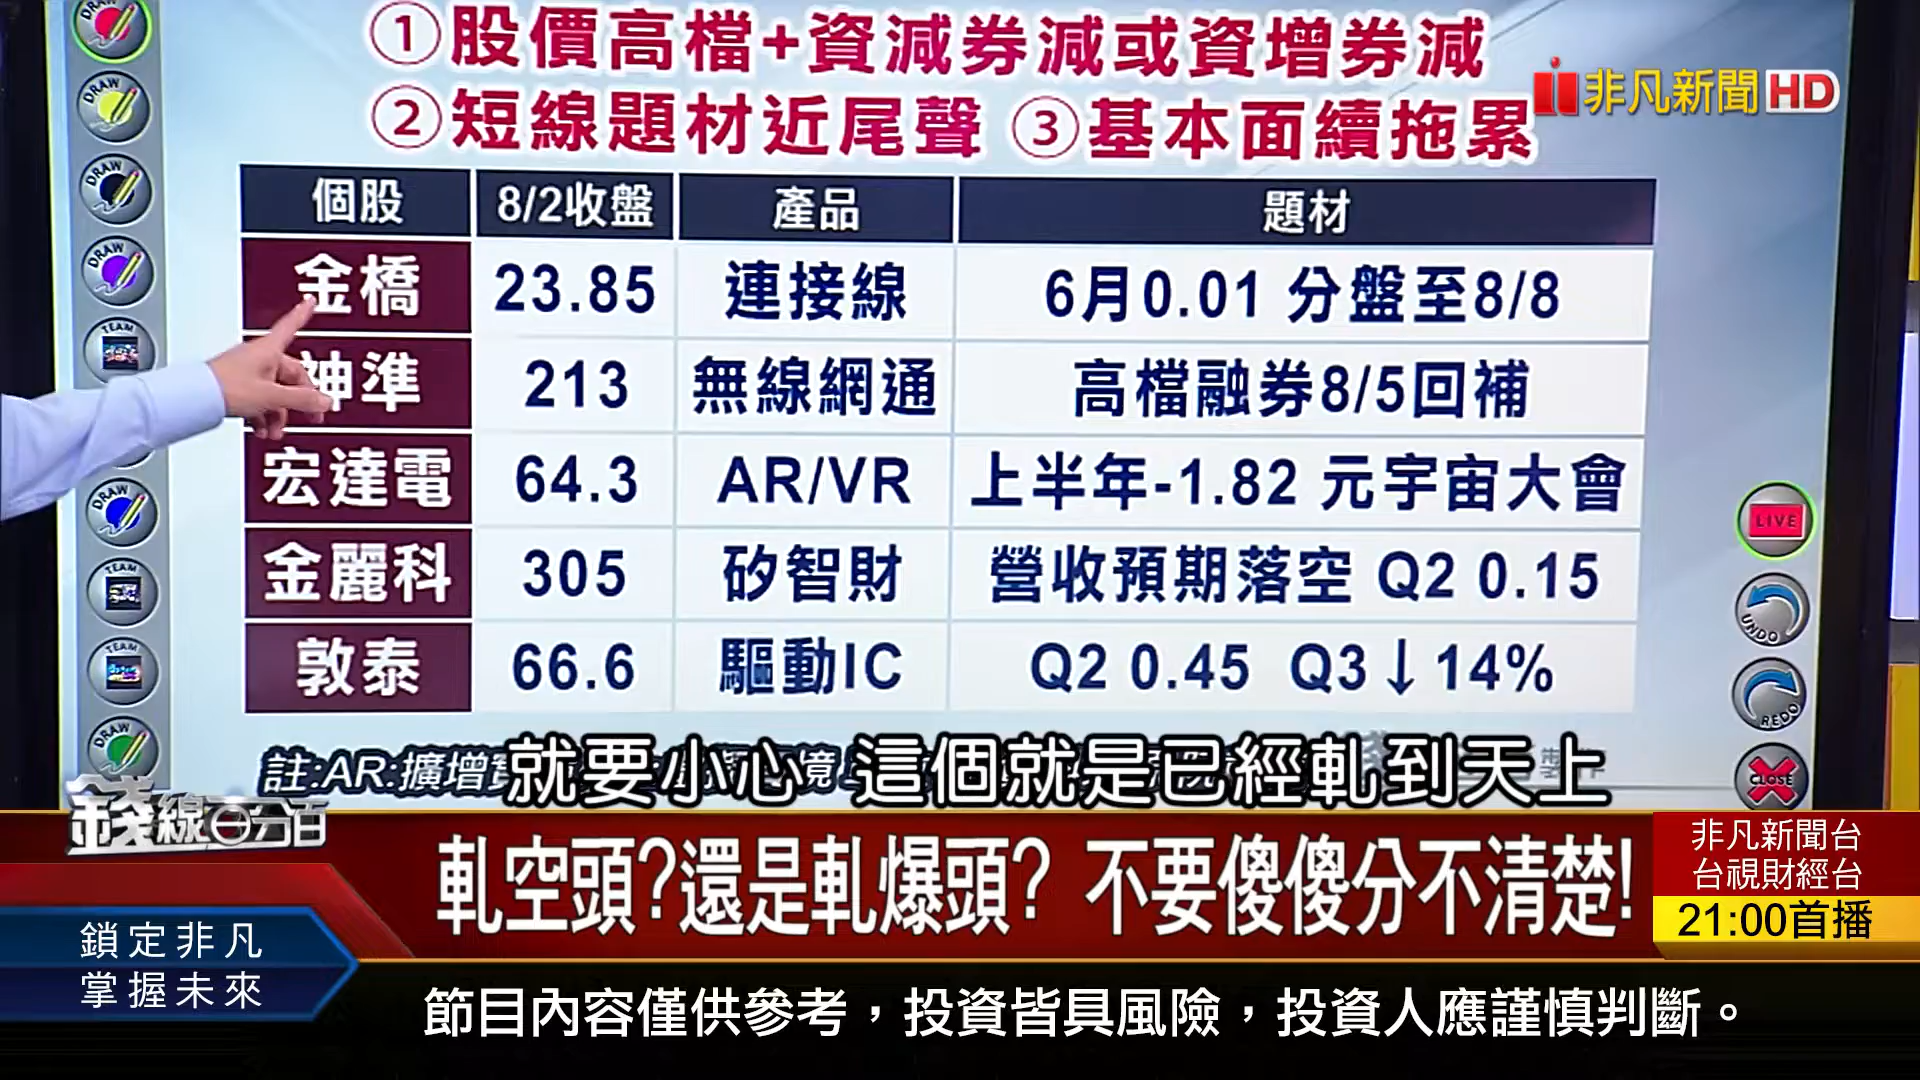 ①股價高檔+資減券減或資增券減
②短線題材近尾聲 ③基本面續拖累
非凡新聞HD
個股 8/2收盤 產品 題材
金橋 23.85 連接線 6月0.01 分盤至8/8
神準 213 無線網通 高檔融券8/5回補
宏達電 64.3 AR/VR 上半年-1.82 元宇宙大會
金麗科 305 矽智財 營收預期落空 Q2 0.15
敦泰 66.6 驅動IC Q2 0.45 Q3↓14%
DRAW
DRAW
DRAW
DRAW
TEAM
DRAW
TEAM
TEAM
DRAW
LIVE
UNDO
REDO
CLOSE
註:AR:擴增
就要小心 這個就是已經軋到天上
錢線百分百
軋空頭?還是軋爆頭? 不要傻傻分不清楚!
非凡新聞台
台視財經台
21:00首播
鎖定非凡
掌握未來
節目內容僅供參考，投資皆具風險，投資人應謹慎判斷。